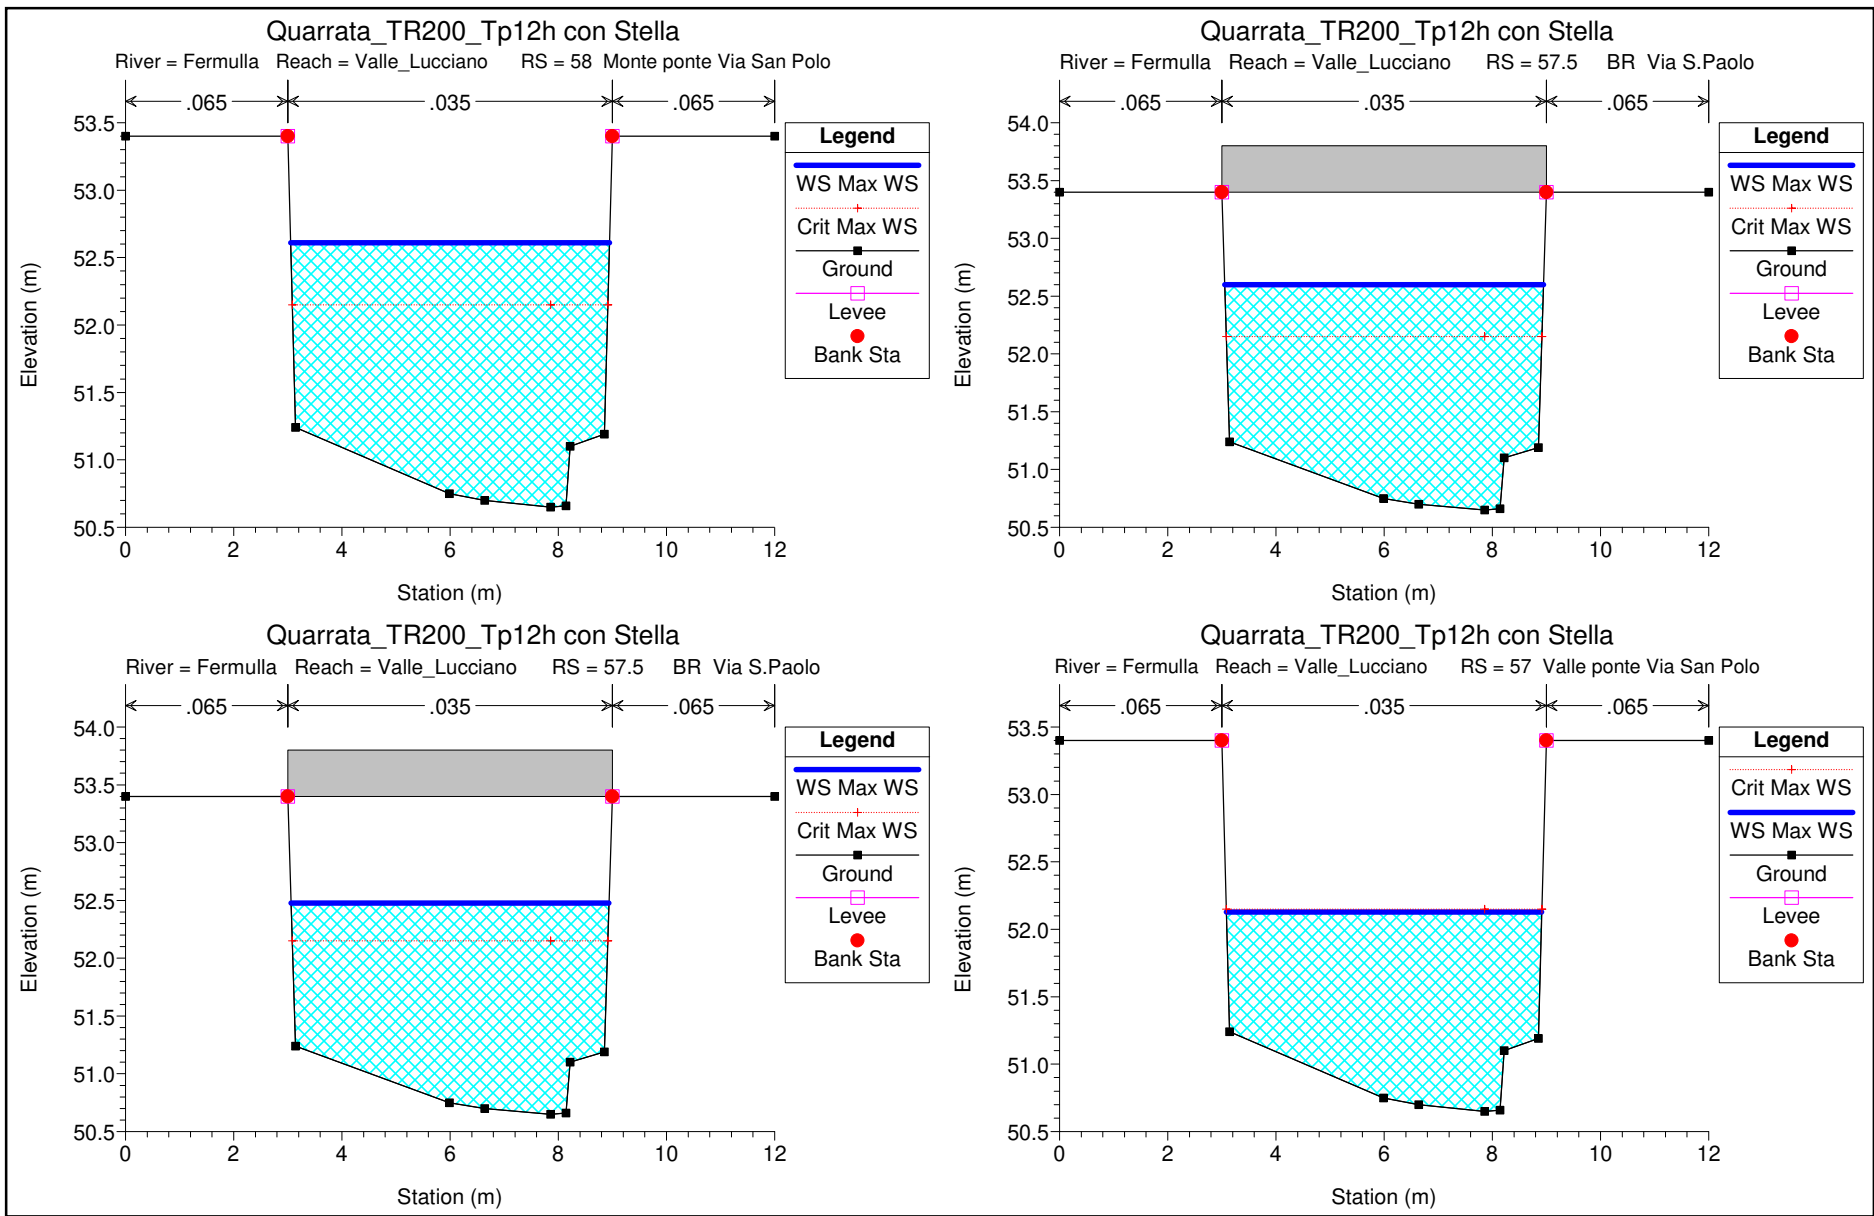 Quarrata_TR200_Tp12h con Stella
River = Fermulla Reach = Valle_Lucciano RS = 58 Monte ponte Via San Polo
.065 .035 .065
53.5
53.0
52.5
52.0
51.5
51.0
50.5
0 2 4 6 8 10 12
Elevation (m)
Station (m)
Legend
WS Max WS
Crit Max WS
Ground
Levee
Bank Sta
Quarrata_TR200_Tp12h con Stella
River = Fermulla Reach = Valle_Lucciano RS = 57.5 BR Via S.Paolo
.065 .035 .065
54.0
53.5
53.0
52.5
52.0
51.5
51.0
50.5
0 2 4 6 8 10 12
Elevation (m)
Station (m)
Legend
WS Max WS
Crit Max WS
Ground
Levee
Bank Sta
Quarrata_TR200_Tp12h con Stella
River = Fermulla Reach = Valle_Lucciano RS = 57.5 BR Via S.Paolo
.065 .035 .065
54.0
53.5
53.0
52.5
52.0
51.5
51.0
50.5
0 2 4 6 8 10 12
Elevation (m)
Station (m)
Legend
WS Max WS
Crit Max WS
Ground
Levee
Bank Sta
Quarrata_TR200_Tp12h con Stella
River = Fermulla Reach = Valle_Lucciano RS = 57 Valle ponte Via San Polo
.065 .035 .065
53.5
53.0
52.5
52.0
51.5
51.0
50.5
0 2 4 6 8 10 12
Elevation (m)
Station (m)
Legend
Crit Max WS
WS Max WS
Ground
Levee
Bank Sta